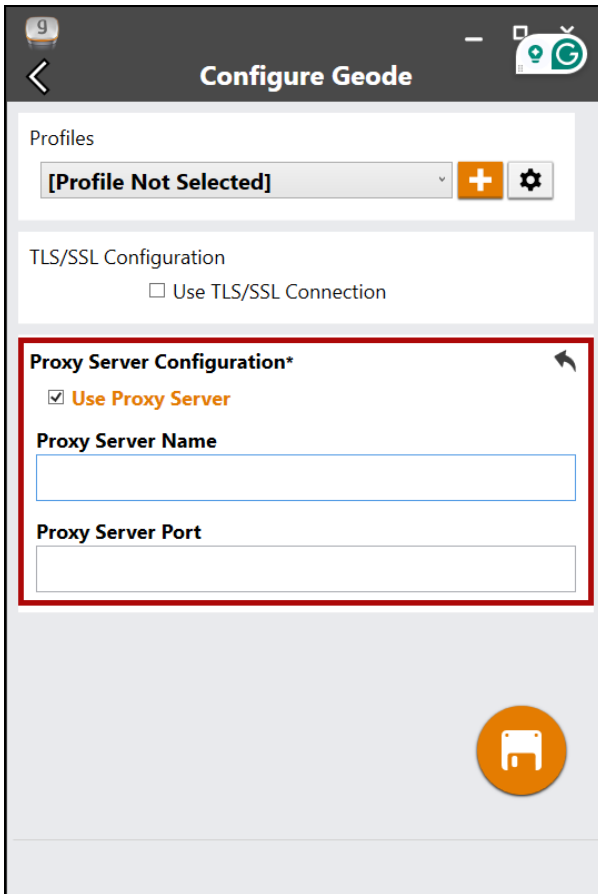 g
Configure Geode
Profiles
[Profile Not Selected]
TLS/SSL Configuration
Use TLS/SSL Connection
Proxy Server Configuration*
Use Proxy Server
Proxy Server Name
Proxy Server Port